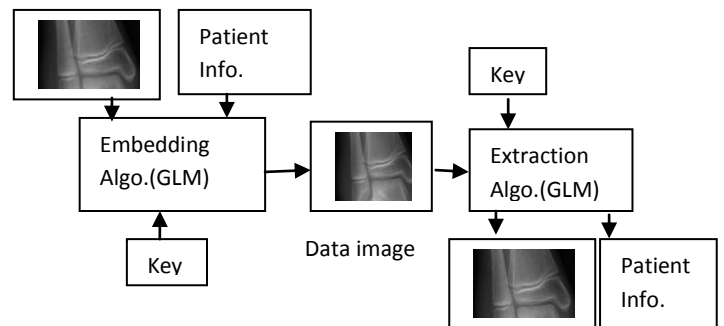 Patient
Info.
Key
Embedding
Algo.(GLM)
Extraction
Algo.(GLM)
Data image
Key
Patient
Info.